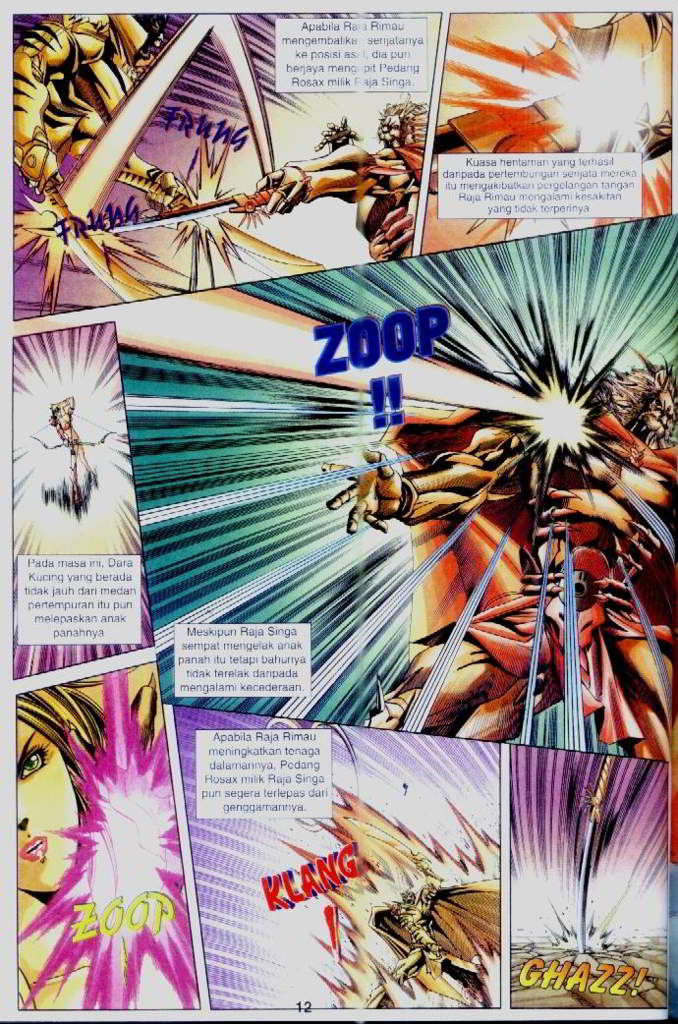 Apabila Raja Rimau
mengembalikan senjatanya
ke posisi asal, dia pun
berjaya mengapit Pedang
Rosax milik Raja Singa.
FRUNG
FRUNG
Kuasa hentaman yang terhasil
daripada pertembungan senjata mereka
itu mengakibatkan pergelangan tangan
Raja Rimau mengalami kesakitan
yang tidak terperinya
ZOOP
!!
Pada masa ini, Dara
Kucing yang berada
tidak jauh dari medan
pertempuran itu pun
melepaskan anak
panahnya
Meskipun Raja Singa
sempat mengelak anak
panah itu tetapi bahunya
tidak terelak daripada
mengalami kecederaan.
ZOOP
Apabila Raja Rimau
meningkatkan tenaga
dalamannya, Pedang
Rosax milik Raja Singa
pun segera terlepas dari
genggamannya.
KLANG
!
GHAZZ!
12